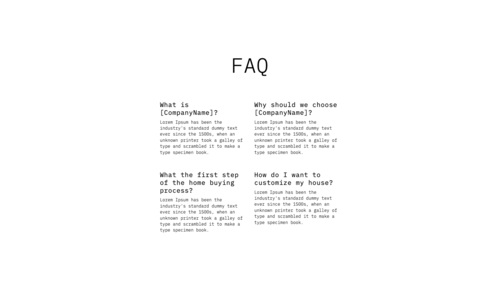 FAQ
What is
[CompanyName]?
Lorem Ipsum has been the
industry's standard dummy text
ever since the 1500s, when an
unknown printer took a galley of
type and scrambled it to make a
type specimen book.
Why should we choose
[CompanyName]?
Lorem Ipsum has been the
industry's standard dummy text
ever since the 1500s, when an
unknown printer took a galley of
type and scrambled it to make a
type specimen book.
What the first step
of the home buying
process?
Lorem Ipsum has been the
industry's standard dummy text
ever since the 1500s, when an
unknown printer took a galley of
type and scrambled it to make a
type specimen book.
How do I want to
customize my house?
Lorem Ipsum has been the
industry's standard dummy text
ever since the 1500s, when an
unknown printer took a galley of
type and scrambled it to make a
type specimen book.